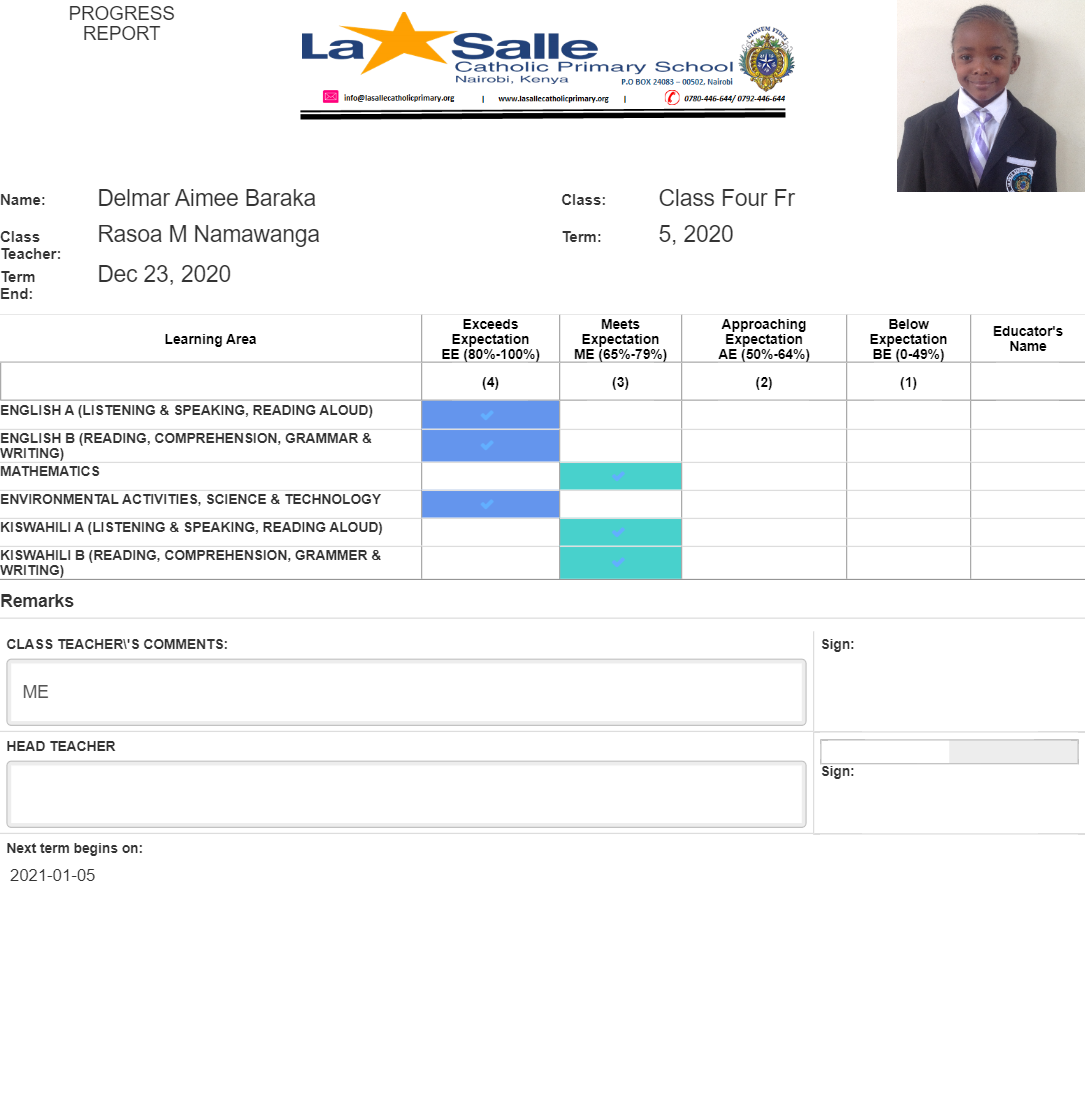 PROGRESS
REPORT
La Salle
Catholic Primary School
Nairobi, Kenya
P.O BOX 24083 – 00502. Nairobi
SIGNUM FIDEI
info@lasallecatholicprimary.org | www.lasallecatholicprimary.org | 0780-446-644/ 0792-446-644
Name: Delmar Aimee Baraka Class: Class Four Fr
Class Teacher: Rasoa M Namawanga Term: 5, 2020
Term End: Dec 23, 2020
Learning Area
Exceeds Expectation EE (80%-100%)
Meets Expectation ME (65%-79%)
Approaching Expectation AE (50%-64%)
Below Expectation BE (0-49%)
Educator's Name
(4) (3) (2) (1)
ENGLISH A (LISTENING & SPEAKING, READING ALOUD)
ENGLISH B (READING, COMPREHENSION, GRAMMAR &
WRITING)
MATHEMATICS
ENVIRONMENTAL ACTIVITIES, SCIENCE & TECHNOLOGY
KISWAHILI A (LISTENING & SPEAKING, READING ALOUD)
KISWAHILI B (READING, COMPREHENSION, GRAMMER &
WRITING)
Remarks
CLASS TEACHER\'S COMMENTS: Sign:
ME
HEAD TEACHER
Sign:
Next term begins on:
2021-01-05